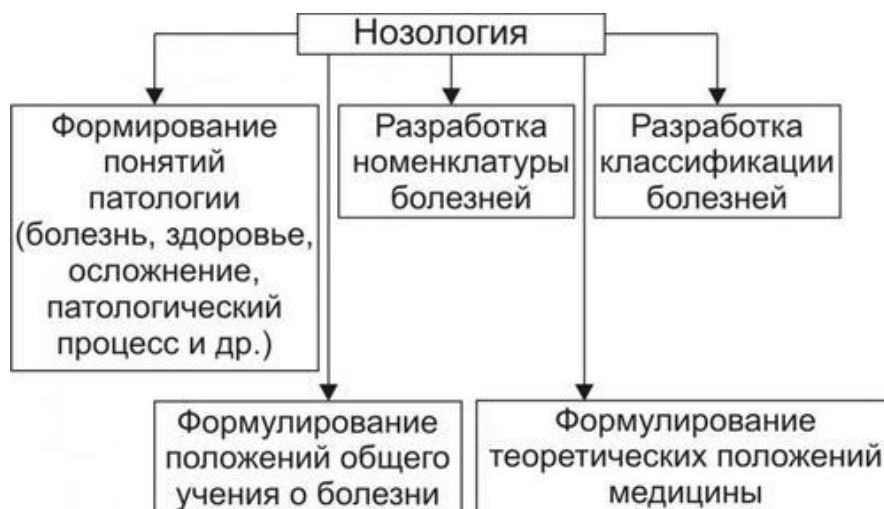 Нозология
Формирование
понятий
патологии
(болезнь, здоровье,
осложнение,
патологический
процесс и др.)
Разработка
номенклатуры
болезней
Разработка
классификации
болезней
Формулирование
положений общего
учения о болезни
Формулирование
теоретических положений
медицины